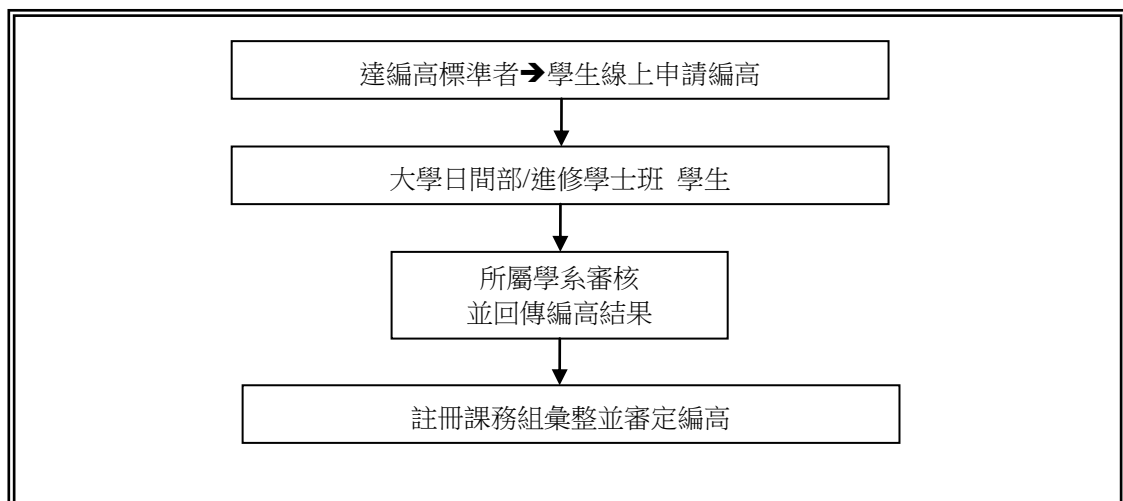 達編高標準者➔學生線上申請編高
大學日間部/進修學士班 學生
所屬學系審核
並回傳編高結果
註冊課務組彙整並審定編高